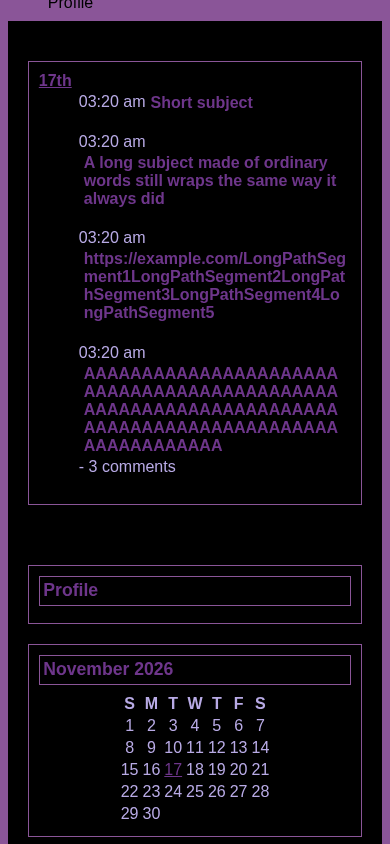 Profile
17th
03:20 am Short subject
03:20 am
A long subject made of ordinary
words still wraps the same way it
always did
03:20 am
https://example.com/LongPathSeg
ment1LongPathSegment2LongPat
hSegment3LongPathSegment4Lo
ngPathSegment5
03:20 am
AAAAAAAAAAAAAAAAAAAAAA
AAAAAAAAAAAAAAAAAAAAAA
AAAAAAAAAAAAAAAAAAAAAA
AAAAAAAAAAAAAAAAAAAAAA
AAAAAAAAAAAA
- 3 comments
Profile
November 2026
S M T W T F S
1 2 3 4 5 6 7
8 9 10 11 12 13 14
15 16 17 18 19 20 21
22 23 24 25 26 27 28
29 30